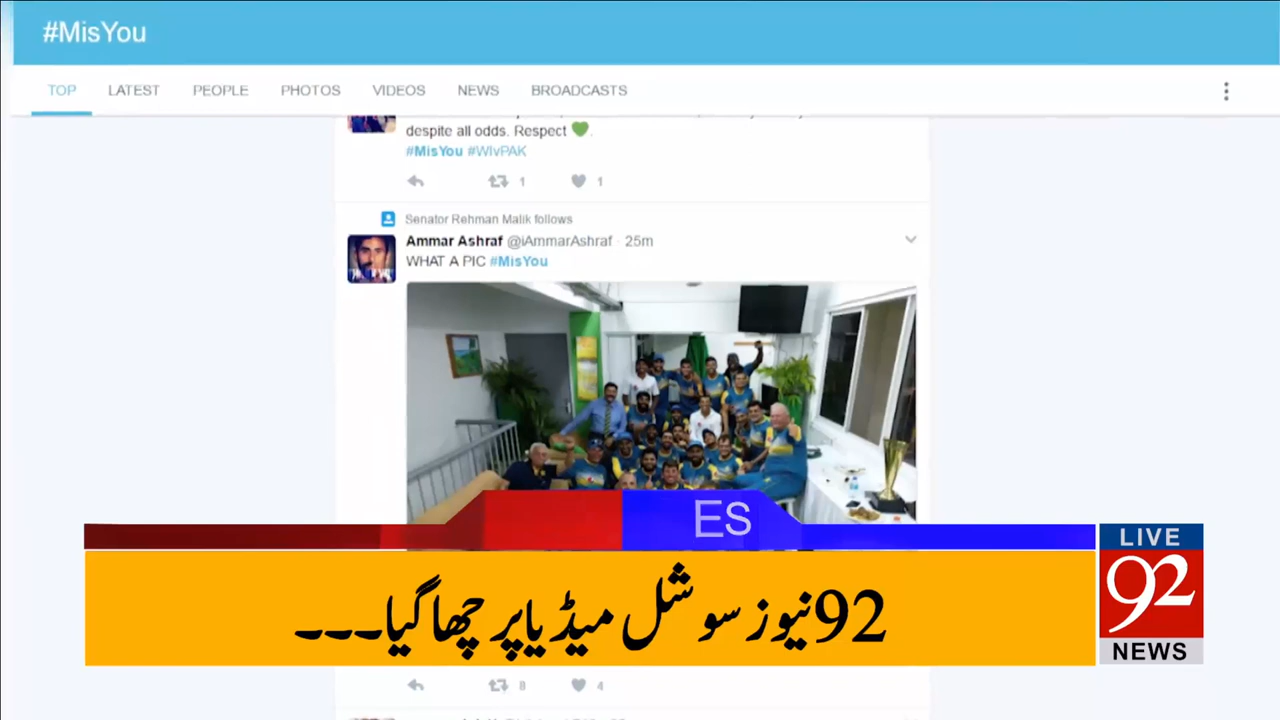 #MisYou
TOP LATEST PEOPLE PHOTOS VIDEOS NEWS BROADCASTS
despite all odds. Respect 💚.
#MisYou #WIvPAK
1 1
Senator Rehman Malik follows
Ammar Ashraf @iAmmarAshraf · 25m
WHAT A PIC #MisYou
ES
92نیوز سوشل میڈیا پر چھا گیا۔۔۔
LIVE
92
NEWS
8 4